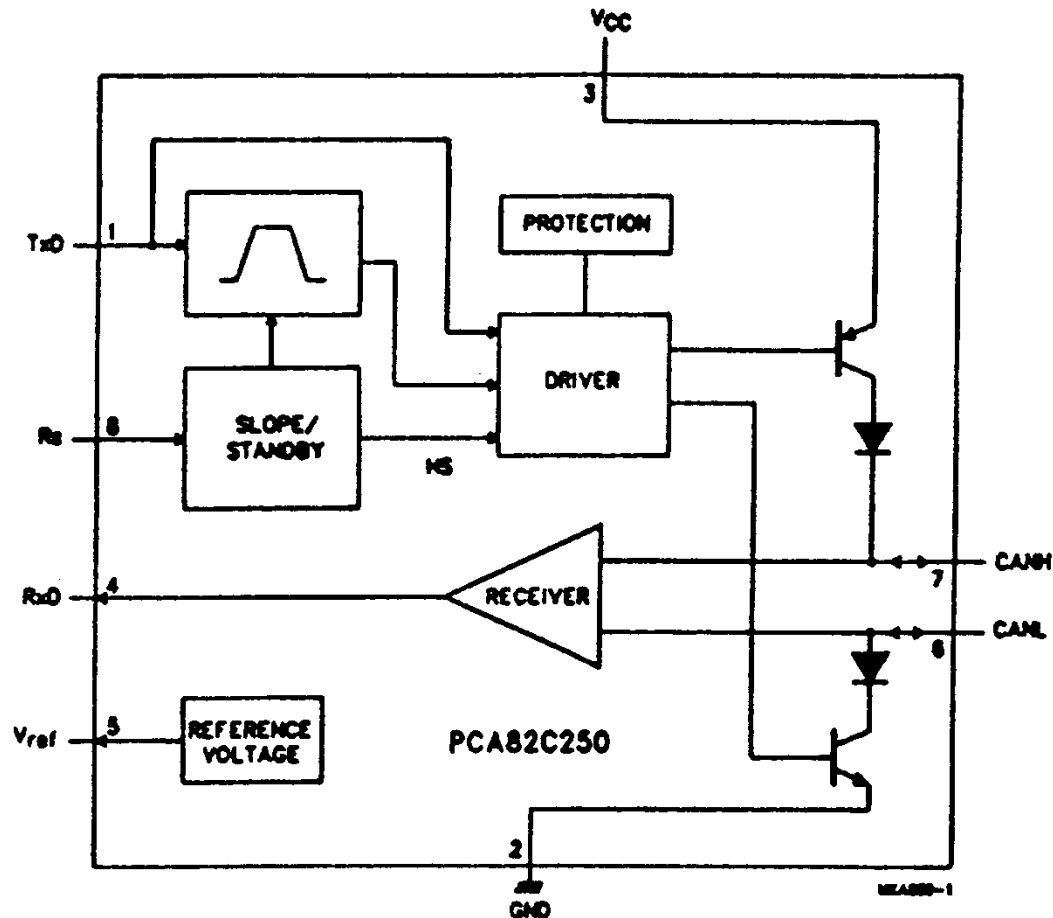 VCC
3
TxD
1
PROTECTION
DRIVER
Rs
8
SLOPE/
STANDBY
HS
7
CANH
RxD
4
RECEIVER
6
CANL
Vref
5
REFERENCE
VOLTAGE
PCA82C250
2
GND